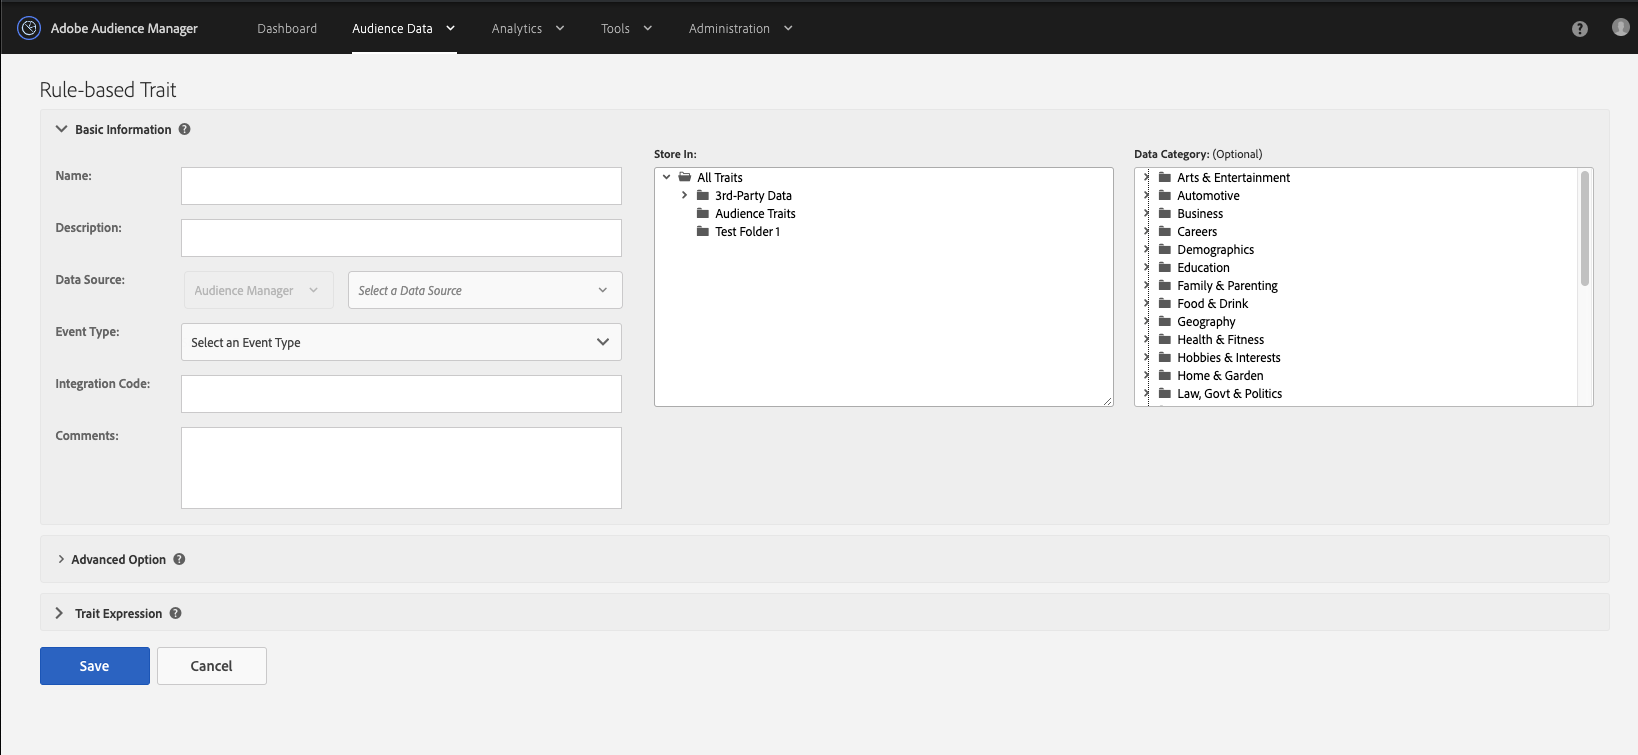 Adobe Audience Manager Dashboard Audience Data Analytics Tools Administration ?
Rule-based Trait
Basic Information ?
Name:
Description:
Data Source: Audience Manager Select a Data Source
Event Type: Select an Event Type
Integration Code:
Comments:
Store In:
All Traits
3rd-Party Data
Audience Traits
Test Folder 1
Data Category: (Optional)
Arts & Entertainment
Automotive
Business
Careers
Demographics
Education
Family & Parenting
Food & Drink
Geography
Health & Fitness
Hobbies & Interests
Home & Garden
Law, Govt & Politics
Advanced Option ?
Trait Expression ?
Save Cancel